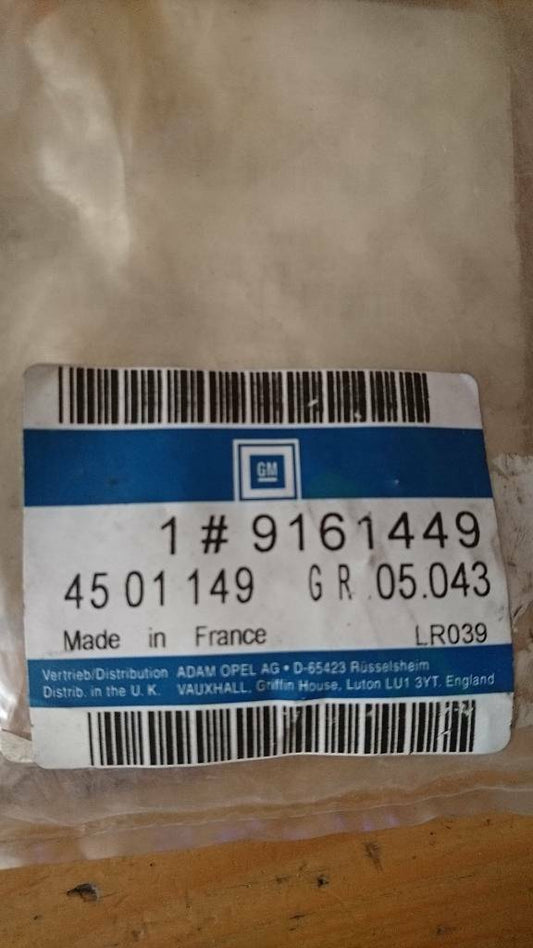 GM
1 # 9161449
45 01 149 GR .05.043
Made in France LR039
Vertrieb/Distribution ADAM OPEL AG • D-65423 Rüsselsheim
Distrib. in the U. K. VAUXHALL. Griffin House, Luton LU1 3YT. England